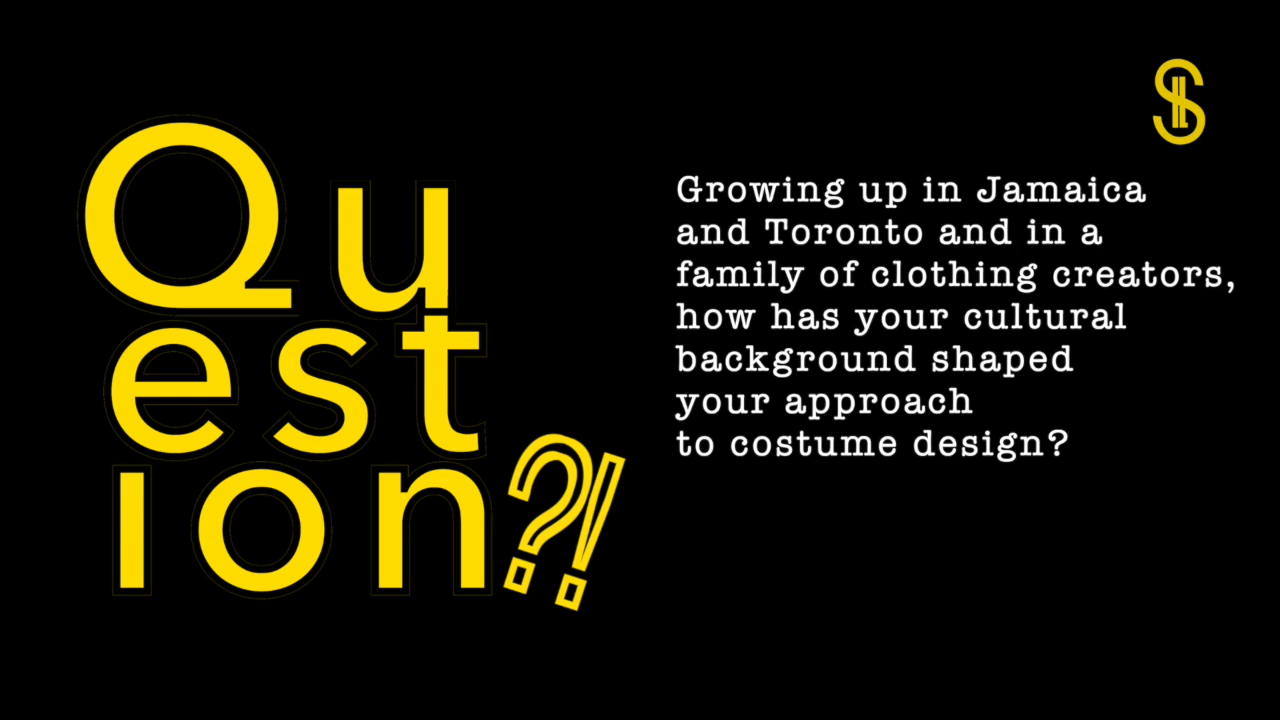 Qu
est
ion?!
Growing up in Jamaica
and Toronto and in a
family of clothing creators,
how has your cultural
background shaped
your approach
to costume design?